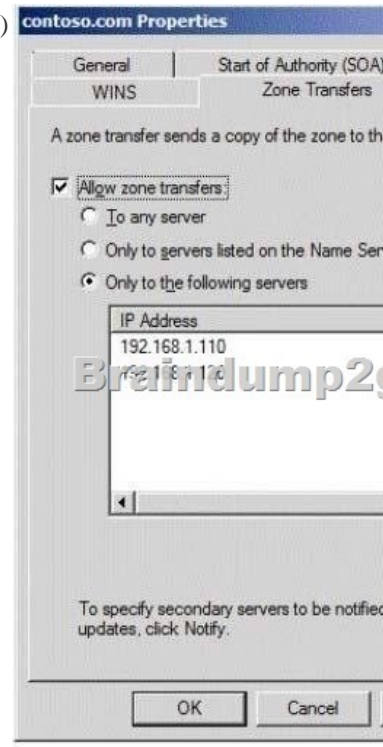 )
contoso.com Properties
General
Start of Authority (SOA)
WINS
Zone Transfers
A zone transfer sends a copy of the zone to th
Allow zone transfers:
To any server
Only to servers listed on the Name Ser
Only to the following servers
IP Address
192.168.1.110
Braindump2g
To specify secondary servers to be notified
updates, click Notify.
OK
Cancel